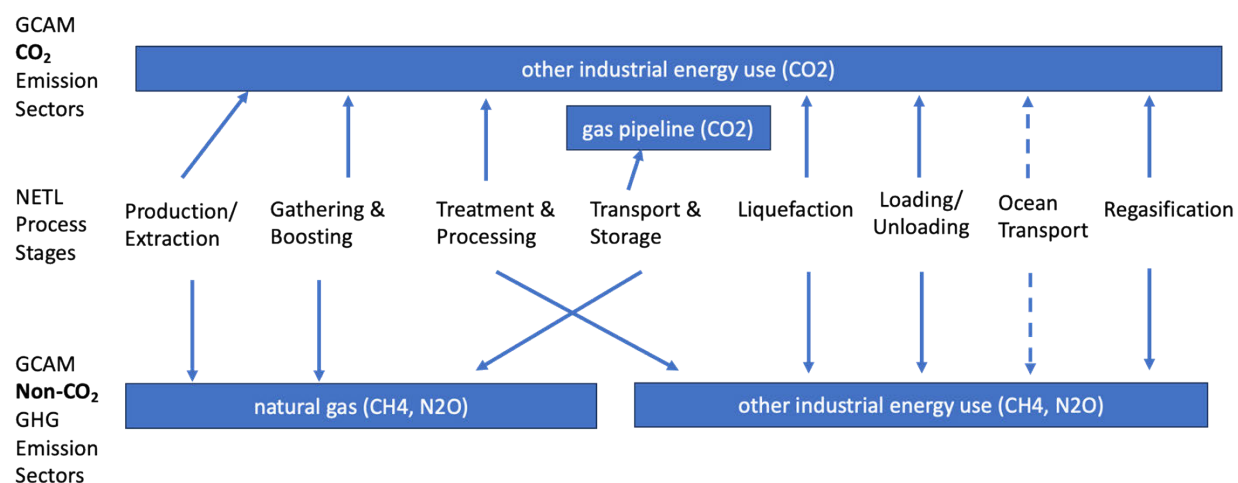 GCAM
CO₂
Emission
Sectors
other industrial energy use (CO2)
gas pipeline (CO2)
NETL
Process
Stages
Production/
Extraction
Gathering &
Boosting
Treatment &
Processing
Transport &
Storage
Liquefaction
Loading/
Unloading
Ocean
Transport
Regasification
GCAM
Non-CO₂
GHG
Emission
Sectors
natural gas (CH4, N2O)
other industrial energy use (CH4, N2O)